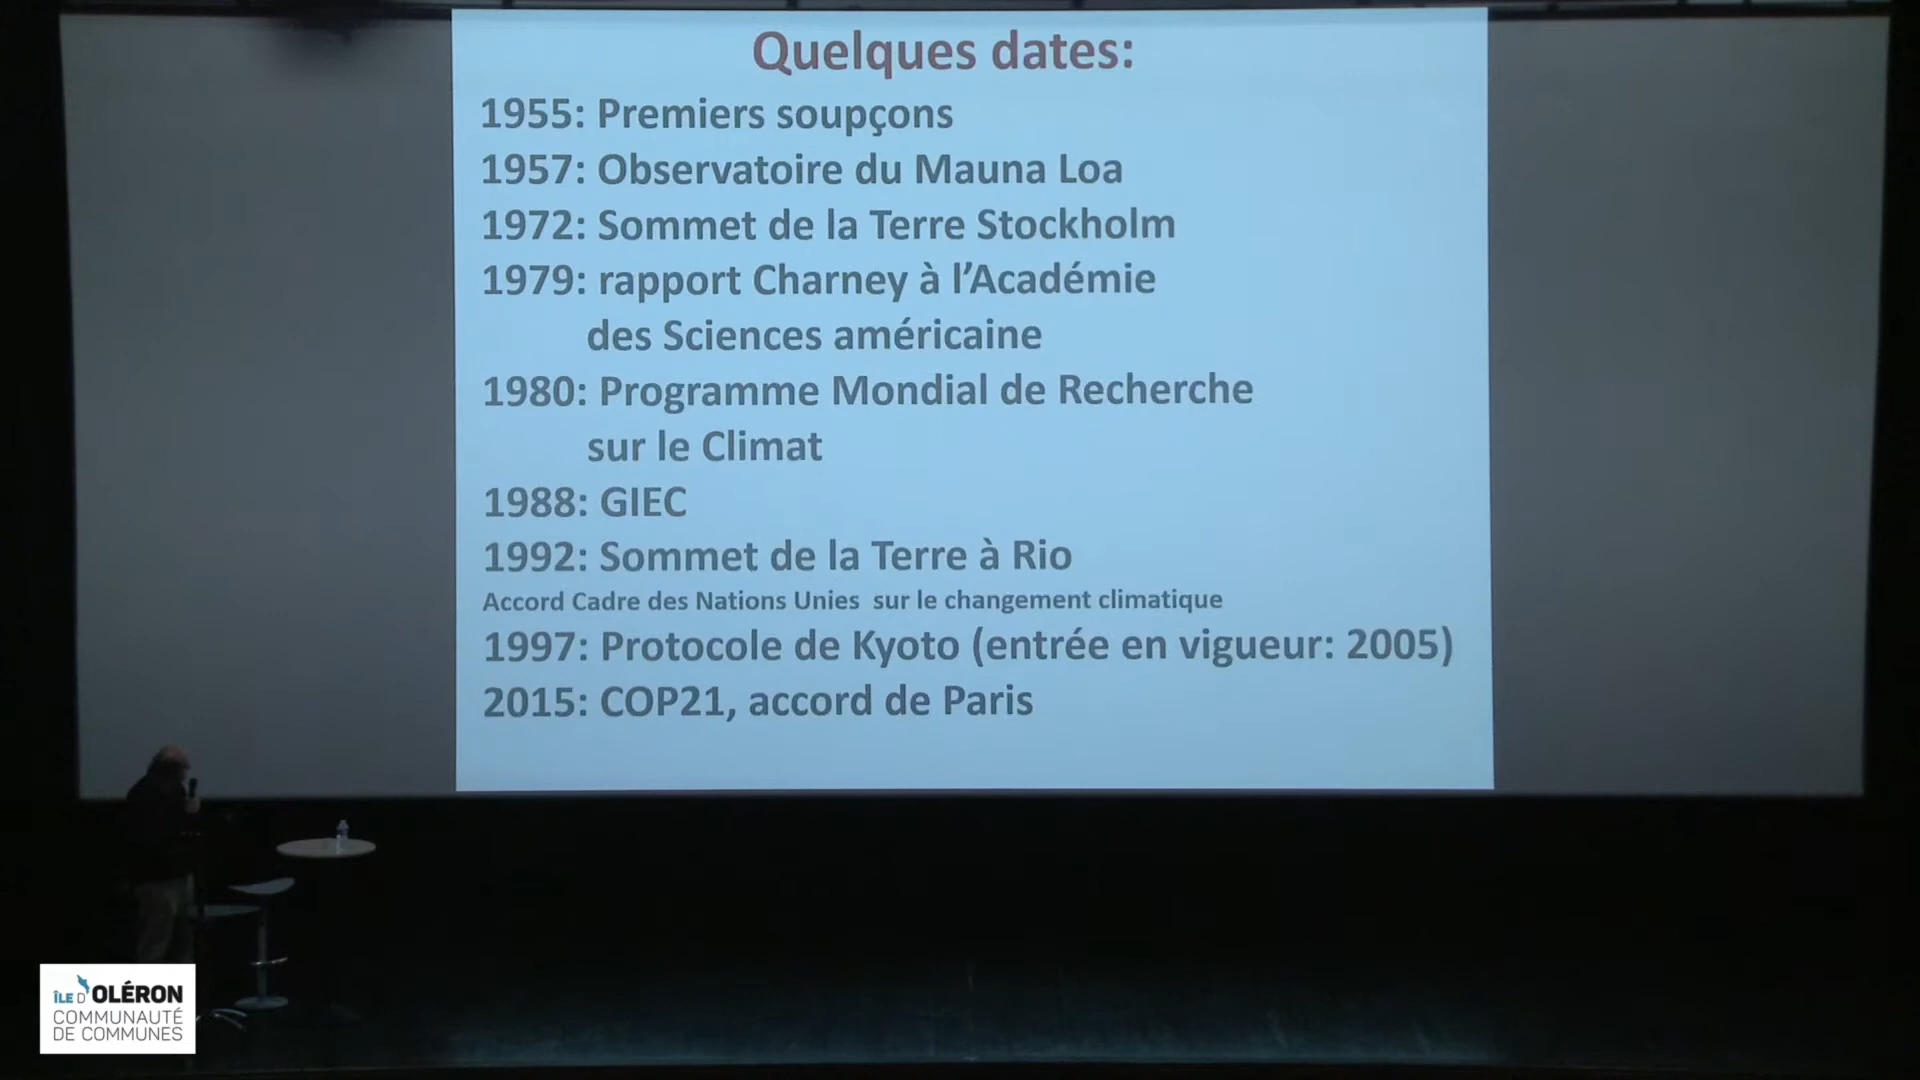 Quelques dates:
1955: Premiers soupçons
1957: Observatoire du Mauna Loa
1972: Sommet de la Terre Stockholm
1979: rapport Charney à l’Académie
des Sciences américaine
1980: Programme Mondial de Recherche
sur le Climat
1988: GIEC
1992: Sommet de la Terre à Rio
Accord Cadre des Nations Unies sur le changement climatique
1997: Protocole de Kyoto (entrée en vigueur: 2005)
2015: COP21, accord de Paris
ÎLE D'OLÉRON
COMMUNAUTÉ
DE COMMUNES